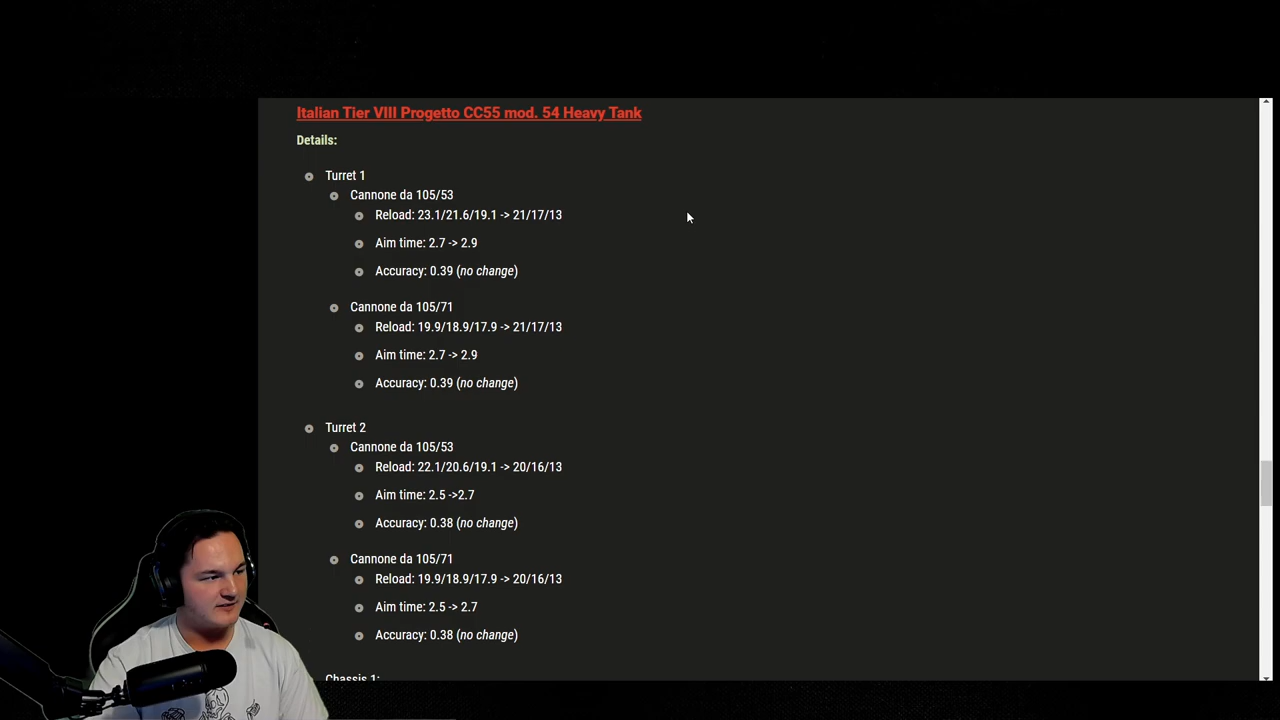 Italian Tier VIII Progetto CC55 mod. 54 Heavy Tank
Details:
Turret 1
Cannone da 105/53
Reload: 23.1/21.6/19.1 -> 21/17/13
Aim time: 2.7 -> 2.9
Accuracy: 0.39 (no change)
Cannone da 105/71
Reload: 19.9/18.9/17.9 -> 21/17/13
Aim time: 2.7 -> 2.9
Accuracy: 0.39 (no change)
Turret 2
Cannone da 105/53
Reload: 22.1/20.6/19.1 -> 20/16/13
Aim time: 2.5 ->2.7
Accuracy: 0.38 (no change)
Cannone da 105/71
Reload: 19.9/18.9/17.9 -> 20/16/13
Aim time: 2.5 -> 2.7
Accuracy: 0.38 (no change)
Chassis 1: